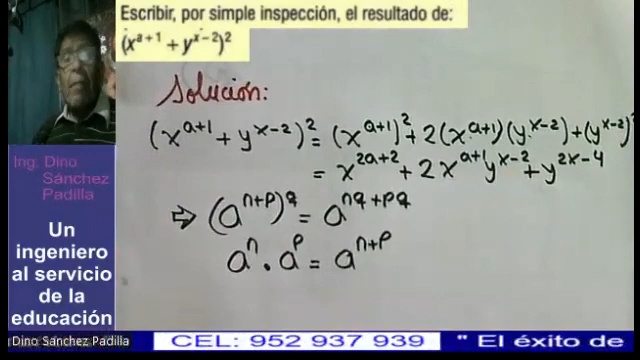 Escribir, por simple inspección, el resultado de:
(x^{a+1} + y^{x-2})^2
Solución:
(x^{a+1} + y^{x-2})^2 = (x^{a+1})^2 + 2(x^{a+1})(y^{x-2}) + (y^{x-2})^2
= x^{2a+2} + 2x^{a+1}y^{x-2} + y^{2x-4}
⇒ (a^{n+p})^q = a^{nq+pq}
a^n . a^p = a^{n+p}
Ing: Dino
Sánchez
Padilla
Un
ingeniero
al servicio
de la
educación
Dino Sánchez Padilla
CEL: 952 937 939
" El éxito de